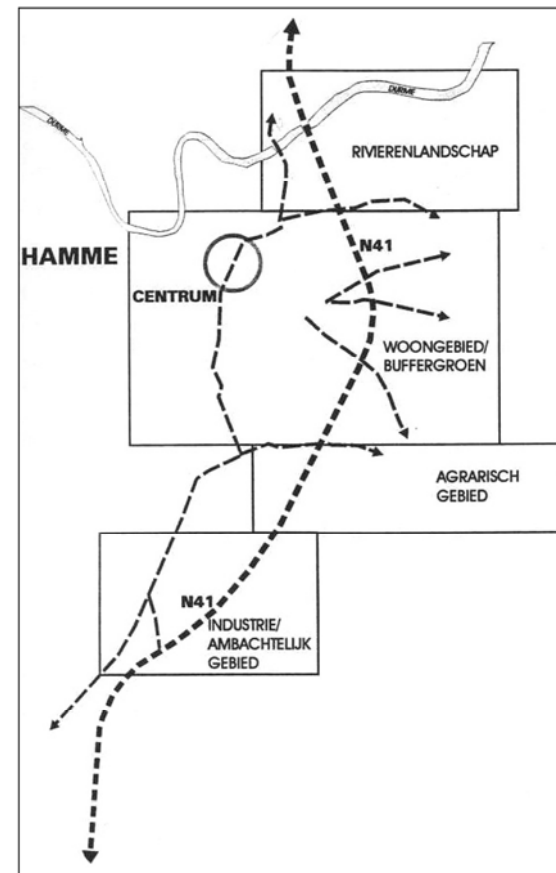 DURME
DURME
RIVIERENLANDSCHAP
N41
HAMME
CENTRUM
WOONGEBIED/
BUFFERGROEN
AGRARISCH
GEBIED
N41
INDUSTRIE/
AMBACHTELIJK
GEBIED